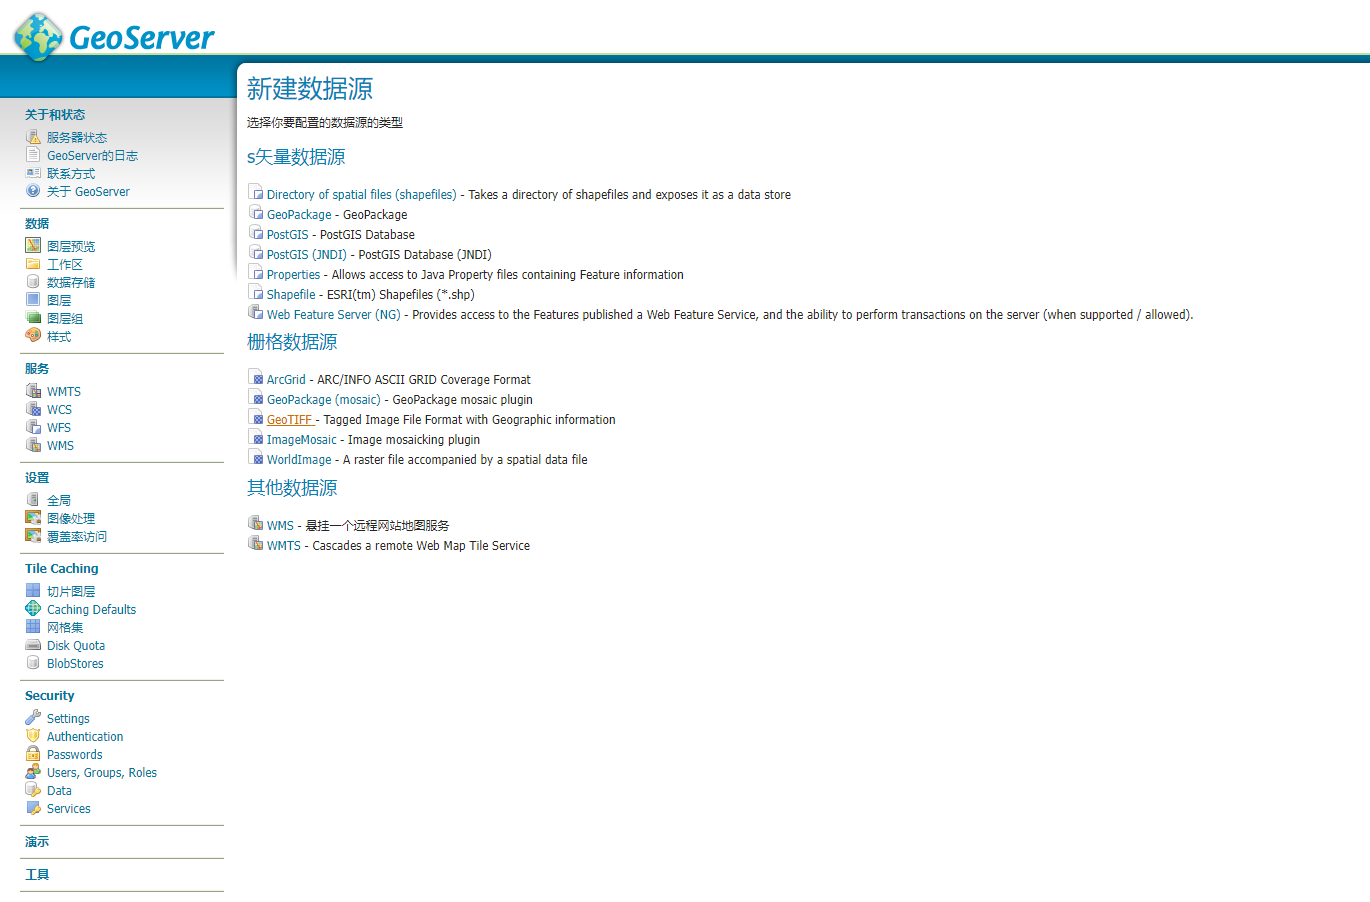 GeoServer
关于和状态
服务器状态
GeoServer的日志
联系方式
关于 GeoServer
数据
图层预览
工作区
数据存储
图层
图层组
样式
服务
WMTS
WCS
WFS
WMS
设置
全局
图像处理
覆盖率访问
Tile Caching
切片图层
Caching Defaults
网格集
Disk Quota
BlobStores
Security
Settings
Authentication
Passwords
Users, Groups, Roles
Data
Services
演示
工具
新建数据源
选择你要配置的数据源的类型
s矢量数据源
Directory of spatial files (shapefiles) - Takes a directory of shapefiles and exposes it as a data store
GeoPackage - GeoPackage
PostGIS - PostGIS Database
PostGIS (JNDI) - PostGIS Database (JNDI)
Properties - Allows access to Java Property files containing Feature information
Shapefile - ESRI(tm) Shapefiles (*.shp)
Web Feature Server (NG) - Provides access to the Features published a Web Feature Service, and the ability to perform transactions on the server (when supported / allowed).
栅格数据源
ArcGrid - ARC/INFO ASCII GRID Coverage Format
GeoPackage (mosaic) - GeoPackage mosaic plugin
GeoTIFF - Tagged Image File Format with Geographic information
ImageMosaic - Image mosaicking plugin
WorldImage - A raster file accompanied by a spatial data file
其他数据源
WMS - 悬挂一个远程网站地图服务
WMTS - Cascades a remote Web Map Tile Service